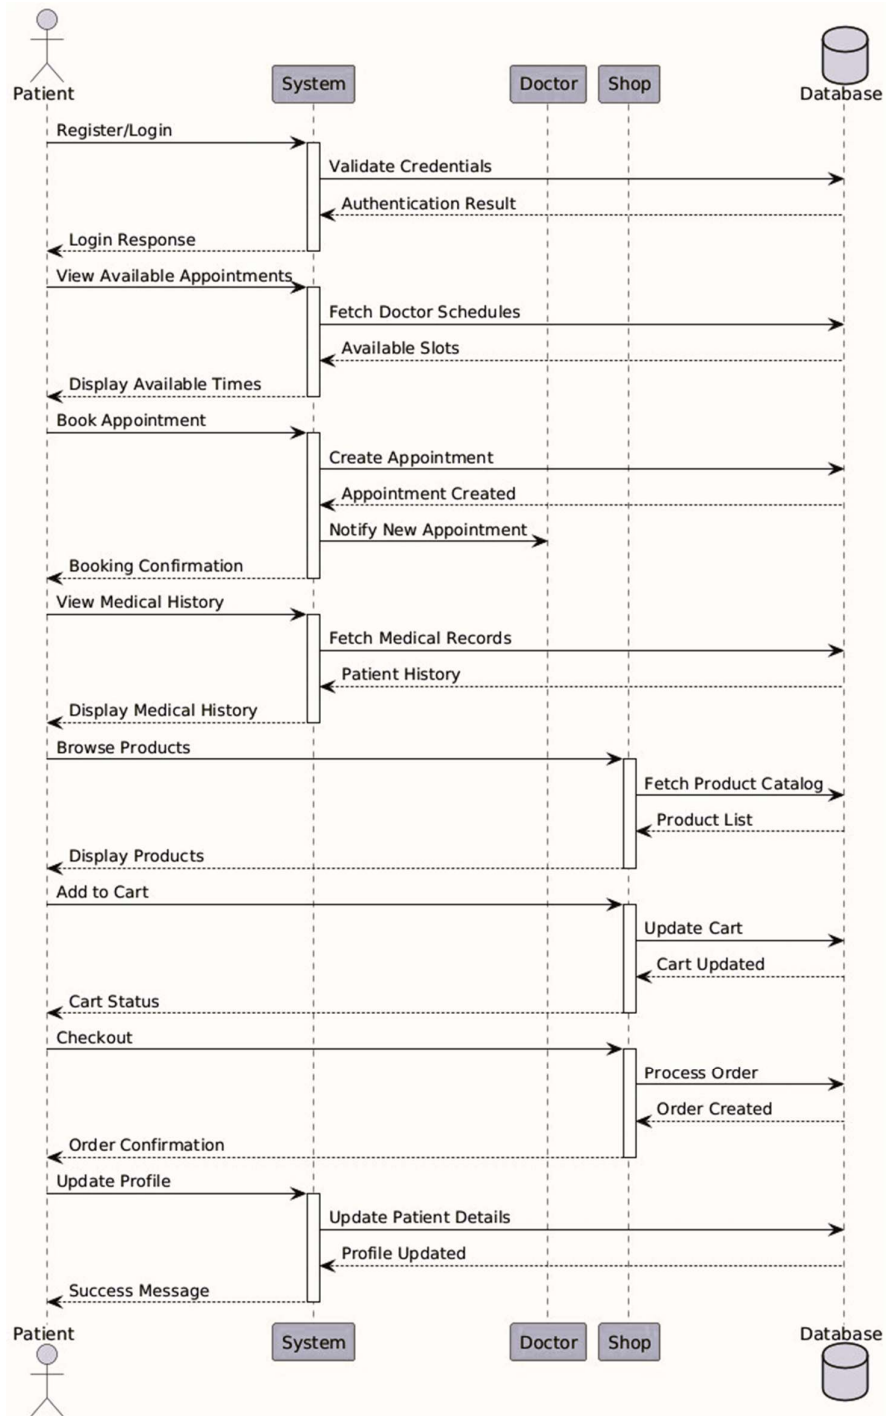 Patient
System
Doctor
Shop
Database
Register/Login
Validate Credentials
Authentication Result
Login Response
View Available Appointments
Fetch Doctor Schedules
Available Slots
Display Available Times
Book Appointment
Create Appointment
Appointment Created
Notify New Appointment
Booking Confirmation
View Medical History
Fetch Medical Records
Patient History
Display Medical History
Browse Products
Fetch Product Catalog
Product List
Display Products
Add to Cart
Update Cart
Cart Updated
Cart Status
Checkout
Process Order
Order Created
Order Confirmation
Update Profile
Update Patient Details
Profile Updated
Success Message
Patient
System
Doctor
Shop
Database